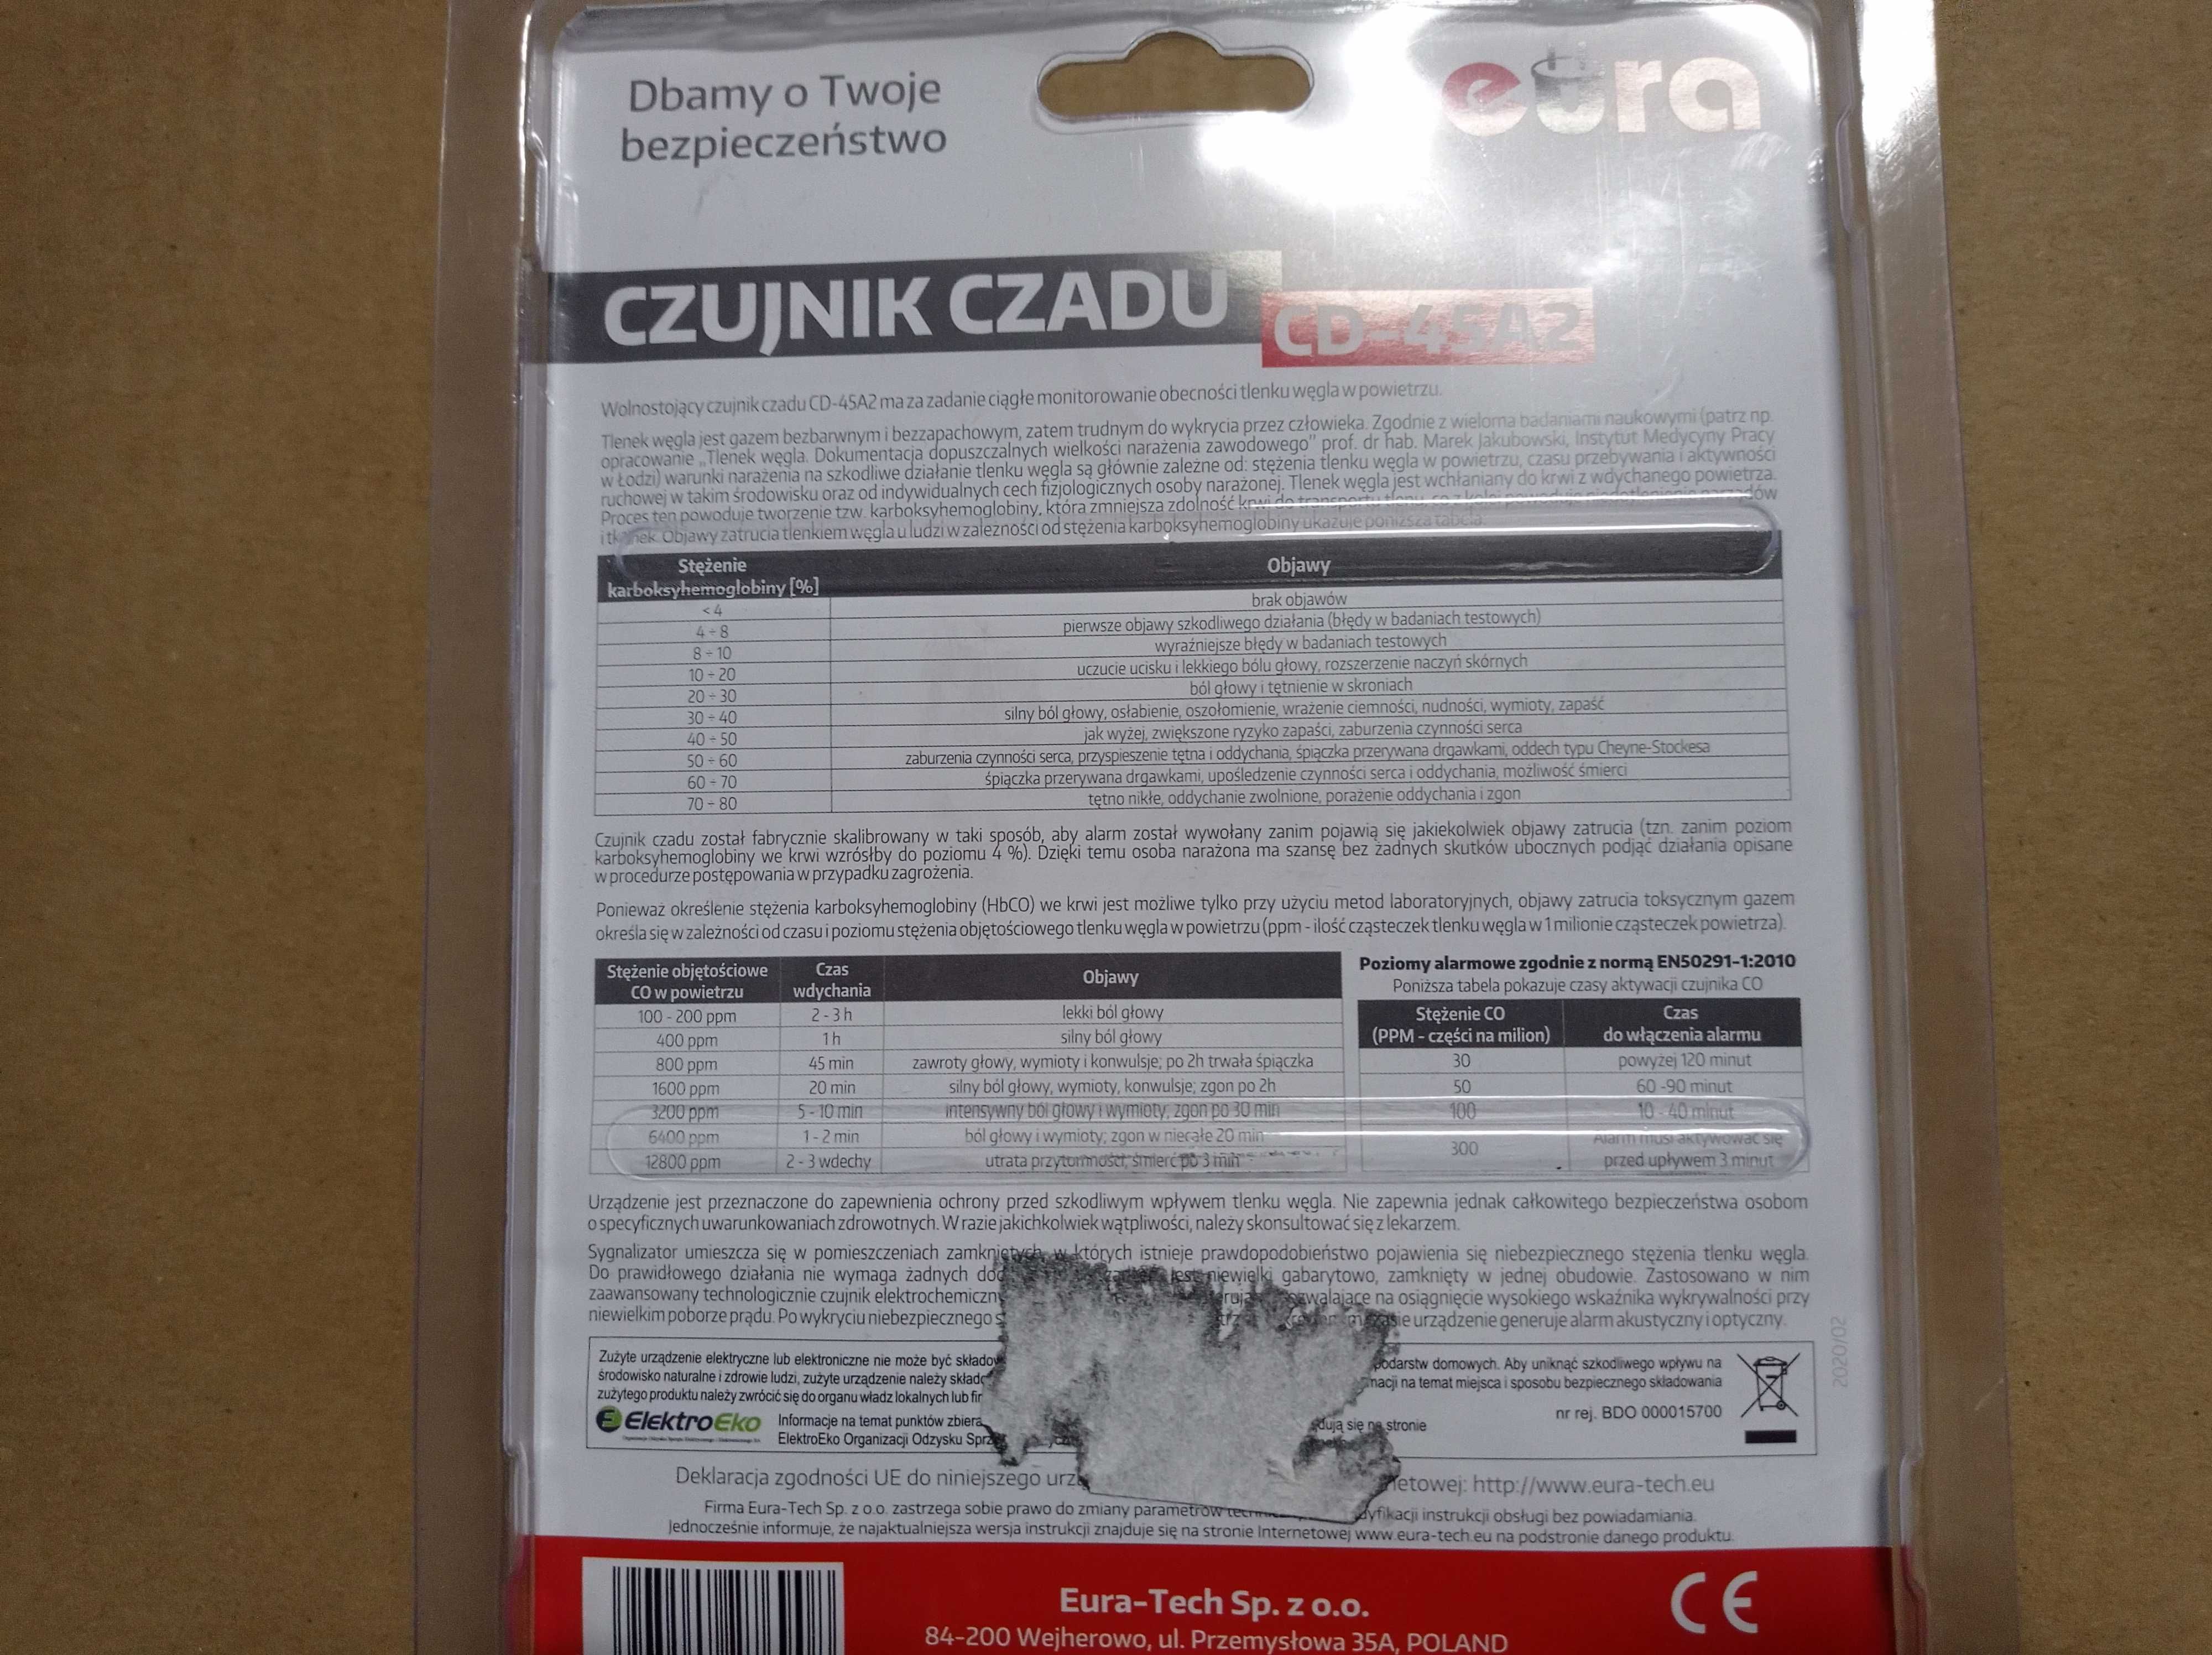 Dbamy o Twoje
bezpieczeństwo
eura
CZUJNIK CZADU
CD-45A2
Wolnostojący czujnik czadu CD-45A2 ma za zadanie ciągłe monitorowanie obecności tlenku węgla w powietrzu.
Tlenek węgla jest gazem bezbarwnym i bezzapachowym, zatem trudnym do wykrycia przez człowieka. Zgodnie z wieloma badaniami naukowymi (patrz np.
opracowanie „Tlenek węgla. Dokumentacja dopuszczalnych wielkości narażenia zawodowego" prof. dr hab. Marek Jakubowski, Instytut Medycyny Pracy
w Łodzi) warunki narażenia na szkodliwe działanie tlenku węgla są głównie zależne od: stężenia tlenku węgla w powietrzu, czasu przebywania i aktywności
ruchowej w takim środowisku oraz od indywidualnych cech fizjologicznych osoby narażonej. Tlenek węgla jest wchłaniany do krwi z wdychanego powietrza.
Proces ten powoduje tworzenie tzw. karboksyhemoglobiny, która zmniejsza zdolność krwi do transportu tlenu, co z kolei powoduje niedotlenienie narządów
i tkanek. Objawy zatrucia tlenkiem węgla u ludzi w zależności od stężenia karboksyhemoglobiny ukazuje poniższa tabela.
Stężenie
karboksyhemoglobiny [%]
Objawy
< 4
brak objawów
4 ÷ 8
pierwsze objawy szkodliwego działania (błędy w badaniach testowych)
8 ÷ 10
wyraźniejsze błędy w badaniach testowych
10 ÷ 20
uczucie ucisku i lekkiego bólu głowy, rozszerzenie naczyń skórnych
20 ÷ 30
ból głowy i tętnienie w skroniach
30 ÷ 40
silny ból głowy, osłabienie, oszołomienie, wrażenie ciemności, nudności, wymioty, zapaść
40 ÷ 50
jak wyżej, zwiększone ryzyko zapaści, zaburzenia czynności serca
50 ÷ 60
zaburzenia czynności serca, przyspieszenie tętna i oddychania, śpiączka przerywana drgawkami, oddech typu Cheyne-Stockesa
60 ÷ 70
śpiączka przerywana drgawkami, upośledzenie czynności serca i oddychania, możliwość śmierci
70 ÷ 80
tętno nikłe, oddychanie zwolnione, porażenie oddychania i zgon
Czujnik czadu został fabrycznie skalibrowany w taki sposób, aby alarm został wywołany zanim pojawią się jakiekolwiek objawy zatrucia (tzn. zanim poziom
karboksyhemoglobiny we krwi wzrósłby do poziomu 4 %). Dzięki temu osoba narażona ma szansę bez żadnych skutków ubocznych podjąć działania opisane
w procedurze postępowania w przypadku zagrożenia.
Ponieważ określenie stężenia karboksyhemoglobiny (HbCO) we krwi jest możliwe tylko przy użyciu metod laboratoryjnych, objawy zatrucia toksycznym gazem
określa się w zależności od czasu i poziomu stężenia objętościowego tlenku węgla w powietrzu (ppm - ilość cząsteczek tlenku węgla w 1 milionie cząsteczek powietrza).
Stężenie objętościowe
CO w powietrzu
Czas
wdychania
Objawy
100 - 200 ppm
2 - 3 h
lekki ból głowy
400 ppm
1 h
silny ból głowy
800 ppm
45 min
zawroty głowy, wymioty i konwulsje; po 2h trwała śpiączka
1600 ppm
20 min
silny ból głowy, wymioty, konwulsje; zgon po 2h
3200 ppm
5 - 10 min
intensywny ból głowy i wymioty; zgon po 30 min
6400 ppm
1 - 2 min
ból głowy i wymioty; zgon w niecałe 20 min
12800 ppm
2 - 3 wdechy
utrata przytomności, śmierć po 3 min
Poziomy alarmowe zgodnie z normą EN50291-1:2010
Poniższa tabela pokazuje czasy aktywacji czujnika CO
Stężenie CO
(PPM - części na milion)
Czas
do włączenia alarmu
30
powyżej 120 minut
50
60 -90 minut
100
10 - 40 minut
300
Alarm musi aktywować się
przed upływem 3 minut
Urządzenie jest przeznaczone do zapewnienia ochrony przed szkodliwym wpływem tlenku węgla. Nie zapewnia jednak całkowitego bezpieczeństwa osobom
o specyficznych uwarunkowaniach zdrowotnych. W razie jakichkolwiek wątpliwości, należy skonsultować się z lekarzem.
Sygnalizator umieszcza się w pomieszczeniach zamkniętych, w których istnieje prawdopodobieństwo pojawienia się niebezpiecznego stężenia tlenku węgla.
Do prawidłowego działania nie wymaga żadnych jest niewielki gabarytowo, zamknięty w jednej obudowie. Zastosowano w nim
zaawansowany technologicznie czujnik na osiągnięcie wysokiego wskaźnika wykrywalności przy
niewielkim poborze prądu. Po wykryciu niebezpiecznego urządzenie generuje alarm akustyczny i optyczny.
Zużyte urządzenie elektryczne lub elektroniczne nie może być domowych. Aby uniknąć szkodliwego wpływu na
środowisko naturalne i zdrowie ludzi, zużyte urządzenie należy na temat miejsca i sposobu bezpiecznego składowania
zużytego produktu należy zwrócić się do organu władz lokalnych lub
ElektroEko
Informacje na temat punktów się na stronie
ElektroEko Organizacji Odzysku
nr rej. BDO 000015700
2020/02
Deklaracja zgodności UE do niniejszego http://www.eura-tech.eu
Firma Eura-Tech Sp. z o.o. zastrzega sobie prawo do zmiany parametrów instrukcji obsługi bez powiadamiania.
Jednocześnie informuje, że najaktualniejsza wersja instrukcji znajduje się na stronie Internetowej www.eura-tech.eu na podstronie danego produktu.
Eura-Tech Sp. z o.o.
84-200 Wejherowo, ul. Przemysłowa 35A, POLAND
CE